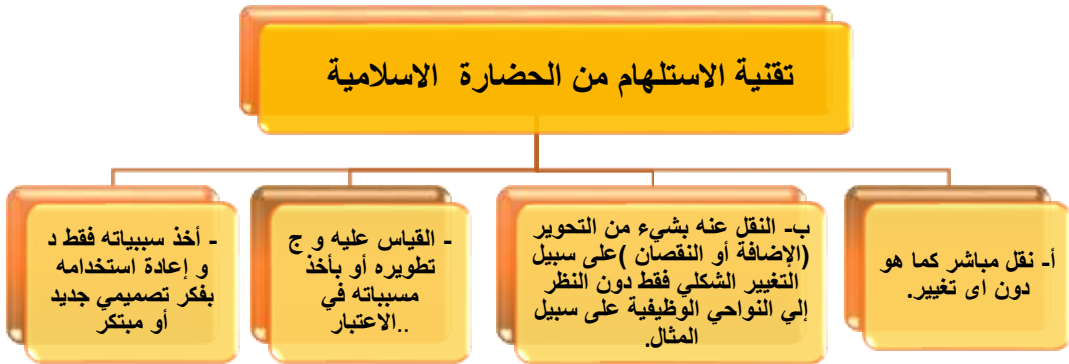 تقنية الاستلهام من الحضارة الاسلامية
أ- نقل مباشر كما هو
دون اى تغيير.
ب- النقل عنه بشيء من التحوير
(الإضافة أو النقصان )على سبيل
التغيير الشكلي فقط دون النظر
إلي النواحي الوظيفية على سبيل
المثال.
- القياس عليه و ج
تطويره أو بأخذ
مسبباته في
الاعتبار..
- أخذ سببياته فقط د
و إعادة استخدامه
بفكر تصميمي جديد
أو مبتكر